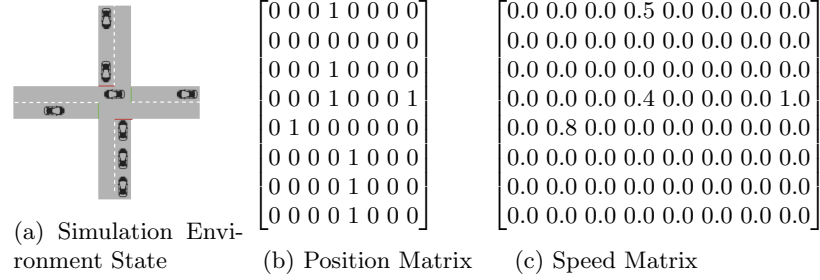 0 0 0 1 0 0 0 0
0 0 0 0 0 0 0 0
0 0 0 1 0 0 0 0
0 0 0 1 0 0 0 1
0 1 0 0 0 0 0 0
0 0 0 0 1 0 0 0
0 0 0 0 1 0 0 0
0 0 0 0 1 0 0 0
0.0 0.0 0.0 0.5 0.0 0.0 0.0 0.0
0.0 0.0 0.0 0.0 0.0 0.0 0.0 0.0
0.0 0.0 0.0 0.0 0.0 0.0 0.0 0.0
0.0 0.0 0.0 0.4 0.0 0.0 0.0 1.0
0.0 0.8 0.0 0.0 0.0 0.0 0.0 0.0
0.0 0.0 0.0 0.0 0.0 0.0 0.0 0.0
0.0 0.0 0.0 0.0 0.0 0.0 0.0 0.0
0.0 0.0 0.0 0.0 0.0 0.0 0.0 0.0
(a) Simulation Envi-
ronment State
(b) Position Matrix
(c) Speed Matrix